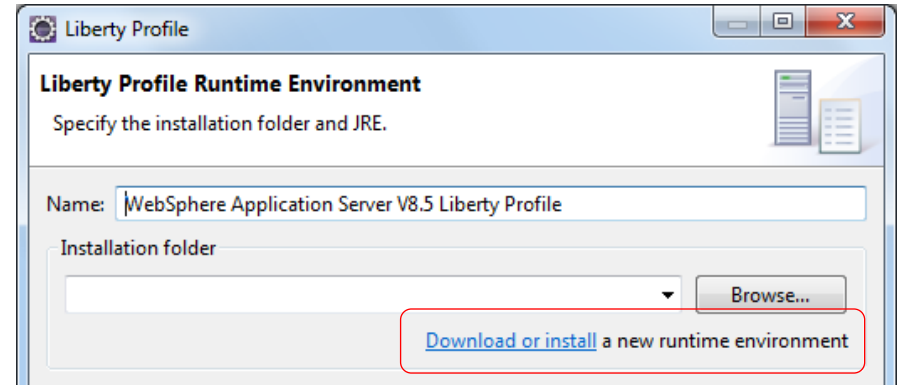 Liberty Profile
Liberty Profile Runtime Environment
Specify the installation folder and JRE.
Name: WebSphere Application Server V8.5 Liberty Profile
Installation folder
Browse...
Download or install a new runtime environment